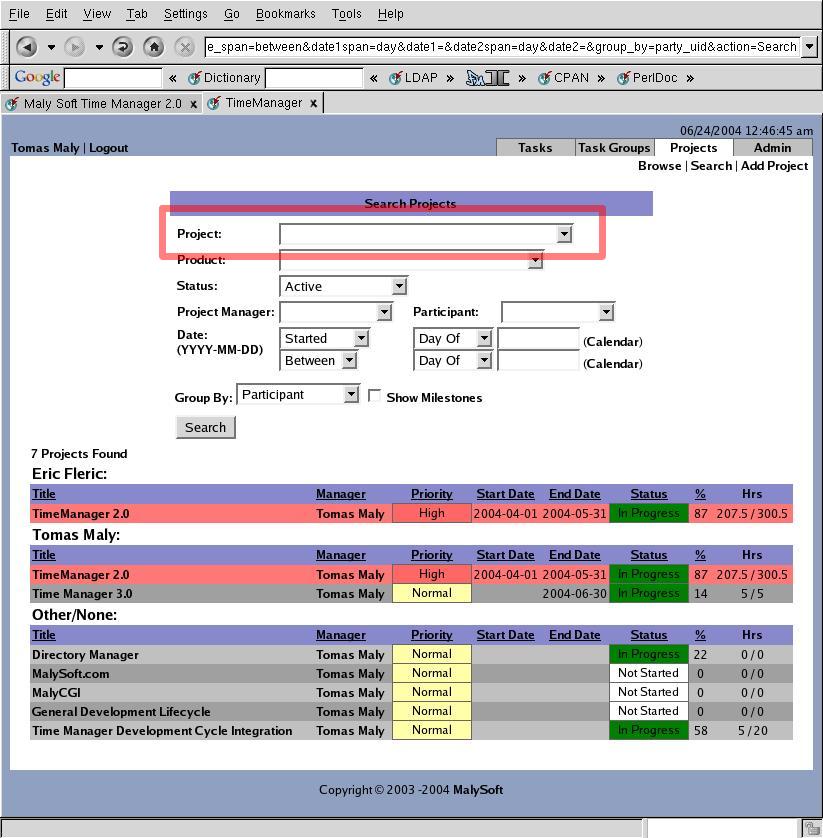 File Edit View Tab Settings Go Bookmarks Tools Help
e_span=between&date1span=day&date1=&date2span=day&date2=&group_by=party_uid&action=Search
Google « Dictionary « LDAP » » CPAN » PerlDoc »
Maly Soft Time Manager 2.0 x TimeManager x
06/24/2004 12:46:45 am
Tomas Maly | Logout Tasks Task Groups Projects Admin
Browse | Search | Add Project
Search Projects
Project:
Product:
Status: Active
Project Manager: Participant:
Date: Started Day Of (Calendar)
(YYYY-MM-DD) Between Day Of (Calendar)
Group By: Participant Show Milestones
Search
7 Projects Found
Eric Fleric:
Title Manager Priority Start Date End Date Status % Hrs
TimeManager 2.0 Tomas Maly High 2004-04-01 2004-05-31 In Progress 87 207.5 / 300.5
Tomas Maly:
Title Manager Priority Start Date End Date Status % Hrs
TimeManager 2.0 Tomas Maly High 2004-04-01 2004-05-31 In Progress 87 207.5 / 300.5
Time Manager 3.0 Tomas Maly Normal 2004-06-30 In Progress 14 5 / 5
Other/None:
Title Manager Priority Start Date End Date Status % Hrs
Directory Manager Tomas Maly Normal In Progress 22 0 / 0
MalySoft.com Tomas Maly Normal Not Started 0 0 / 0
MalyCGI Tomas Maly Normal Not Started 0 0 / 0
General Development Lifecycle Tomas Maly Normal Not Started 0 0 / 0
Time Manager Development Cycle Integration Tomas Maly Normal In Progress 58 5 / 20
Copyright © 2003 -2004 MalySoft